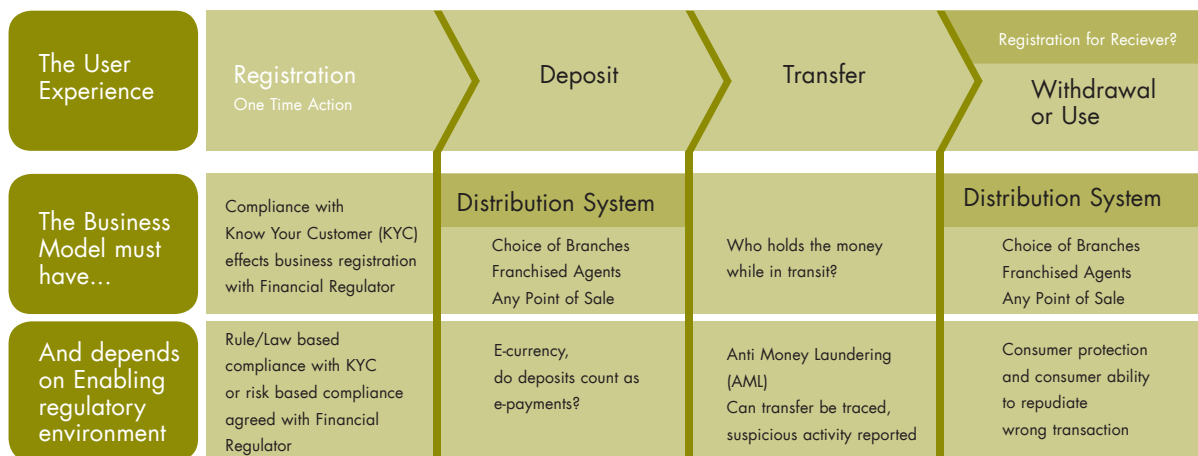 The User
Experience
Registration
One Time Action
Deposit
Transfer
Registration for Reciever?
Withdrawal
or Use
The Business
Model must
have...
Compliance with
Know Your Customer (KYC)
effects business registration
with Financial Regulator
Distribution System
Choice of Branches
Franchised Agents
Any Point of Sale
Who holds the money
while in transit?
Distribution System
Choice of Branches
Franchised Agents
Any Point of Sale
And depends
on Enabling
regulatory
environment
Rule/Law based
compliance with KYC
or risk based compliance
agreed with Financial
Regulator
E-currency,
do deposits count as
e-payments?
Anti Money Laundering
(AML)
Can transfer be traced,
suspicious activity reported
Consumer protection
and consumer ability
to repudiate
wrong transaction